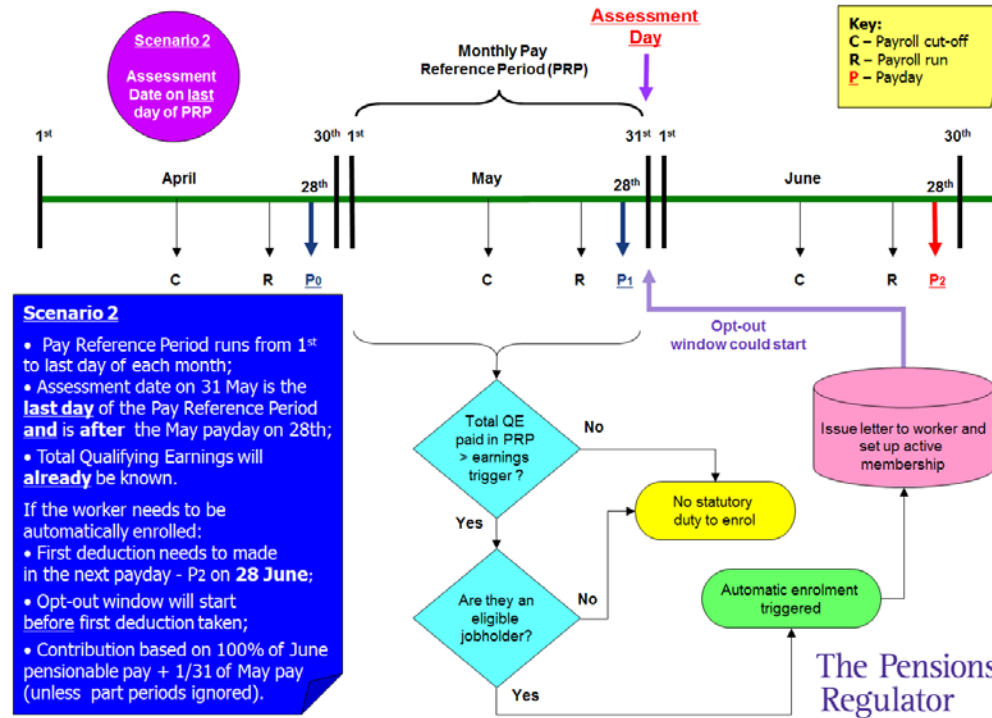 Scenario 2
Assessment
Date on last
day of PRP
Monthly Pay
Reference Period (PRP)
Assessment
Day
Key:
C – Payroll cut-off
R – Payroll run
P – Payday
1st
30th
1st
31st
1st
30th
April
28th
May
28th
June
28th
C
R
P0
C
R
P1
C
R
P2
Scenario 2
• Pay Reference Period runs from 1st
to last day of each month;
• Assessment date on 31 May is the
last day of the Pay Reference Period
and is after the May payday on 28th;
• Total Qualifying Earnings will
already be known.
If the worker needs to be
automatically enrolled:
• First deduction needs to made
in the next payday - P2 on 28 June;
• Opt-out window will start
before first deduction taken;
• Contribution based on 100% of June
pensionable pay + 1/31 of May pay
(unless part periods ignored).
Opt-out
window could start
Total QE
paid in PRP
> earnings
trigger ?
No
Yes
No statutory
duty to enrol
Are they an
eligible
jobholder?
No
Yes
Automatic enrolment
triggered
Issue letter to worker and
set up active
membership
The Pensions
Regulator